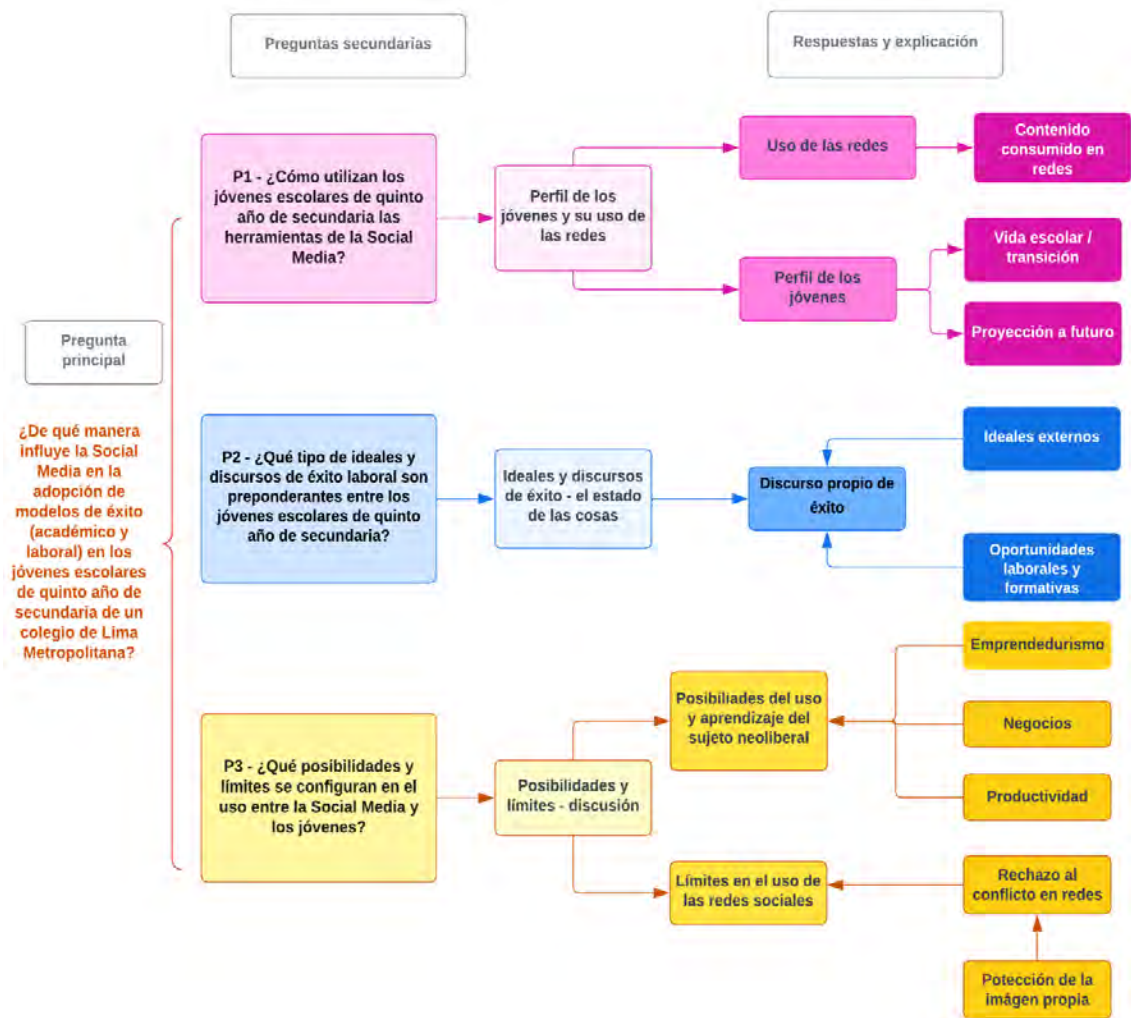 Preguntas secundarias
Respuestas y explicación
Pregunta
principal
¿De qué manera
influye la Social
Media en la
adopción de
modelos de éxito
(académico y
laboral) en los
jóvenes escolares
de quinto año de
secundaria de un
colegio de Lima
Metropolitana?
P1 - ¿Cómo utilizan los
jóvenes escolares de quinto
año de secundaria las
herramientas de la Social
Media?
Perfil de los
jóvenes y su uso de
las redes
Uso de las redes
Contenido
consumido en
redes
Perfil de los
jóvenes
Vida escolar /
transición
Proyección a futuro
P2 - ¿Qué tipo de ideales y
discursos de éxito laboral son
preponderantes entre los
jóvenes escolares de quinto
año de secundaria?
Ideales y discursos
de éxito - el estado
de las cosas
Discurso propio de
éxito
Ideales externos
Oportunidades
laborales y
formativas
P3 - ¿Qué posibilidades y
límites se configuran en el
uso entre la Social Media y
los jóvenes?
Posibilidades y
límites - discusión
Posibiliades del uso
y aprendizaje del
sujeto neoliberal
Emprendedurismo
Negocios
Productividad
Límites en el uso de
las redes sociales
Rechazo al
conflicto en redes
Potección de la
imágen propia